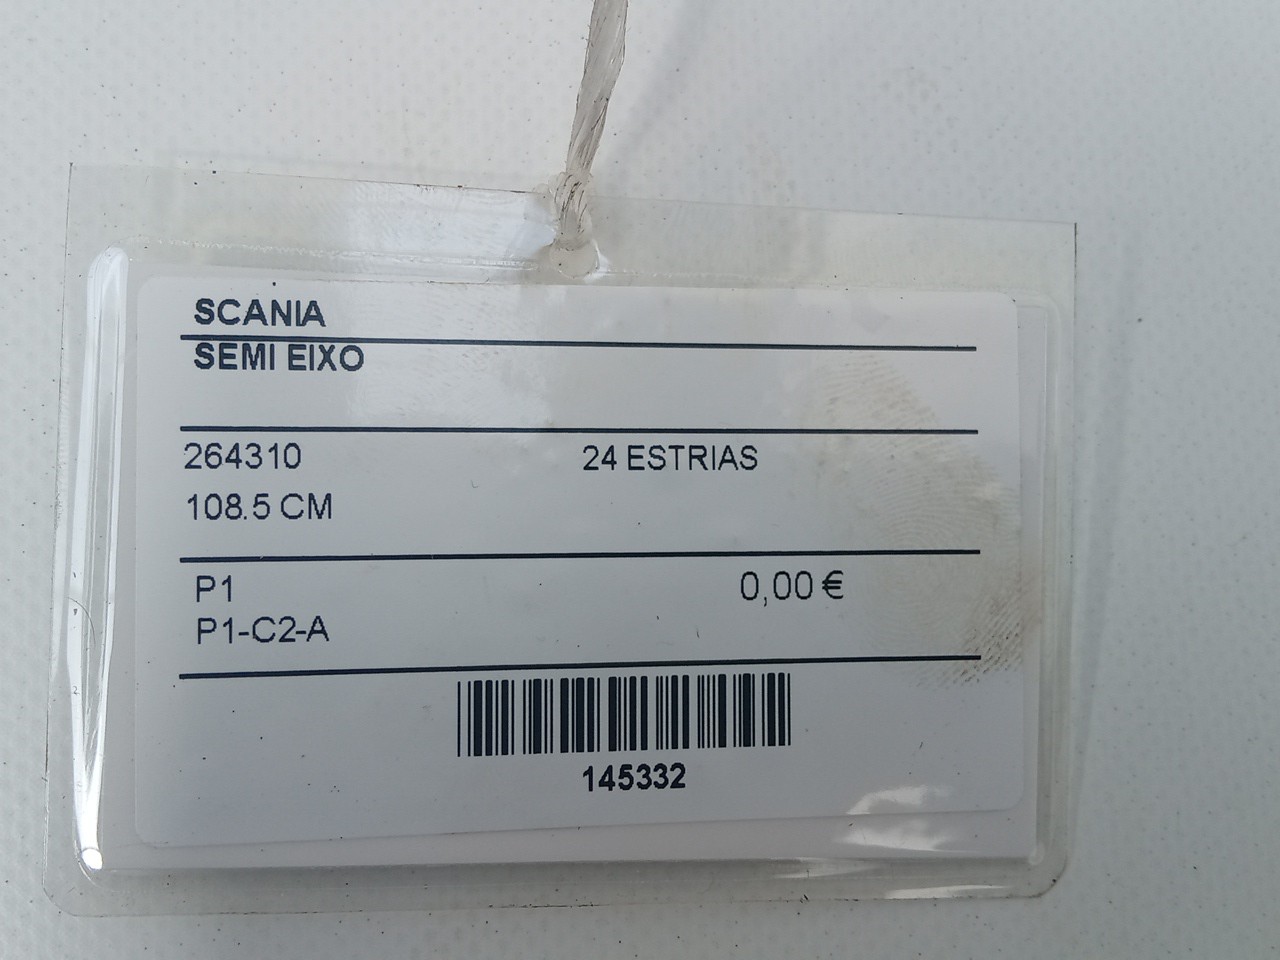 SCANIA
SEMI EIXO
264310 24 ESTRIAS
108.5 CM
P1 0,00 €
P1-C2-A
145332